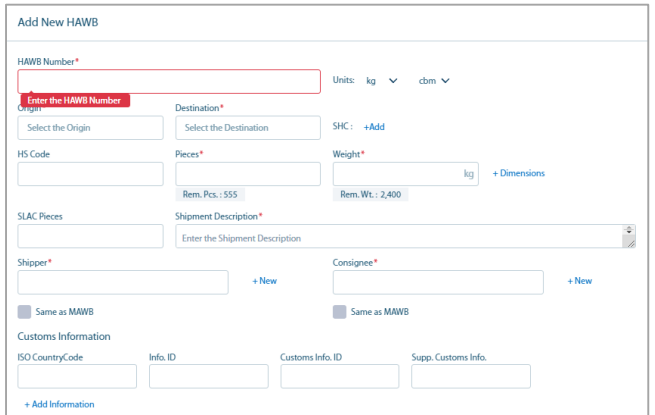 Add New HAWB
HAWB Number*
Units: kg cbm
Enter the HAWB Number
Origin* Destination*
Select the Origin Select the Destination SHC : +Add
HS Code Pieces* Weight*
kg + Dimensions
Rem. Pcs. : 555 Rem. Wt. : 2,400
SLAC Pieces Shipment Description*
Enter the Shipment Description
Shipper* Consignee*
+ New + New
Same as MAWB Same as MAWB
Customs Information
ISO CountryCode Info. ID Customs Info. ID Supp. Customs Info.
+ Add Information